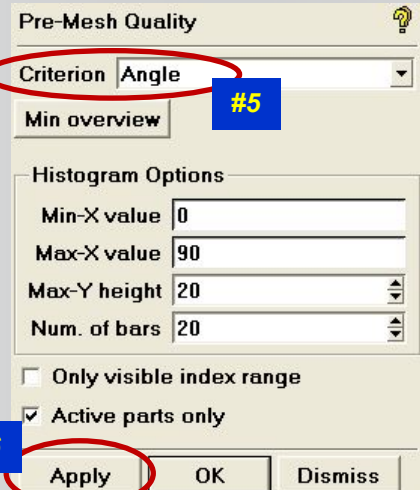 Pre-Mesh Quality
Criterion Angle
#5
Min overview
Histogram Options
Min-X value 0
Max-X value 90
Max-Y height 20
Num. of bars 20
Only visible index range
Active parts only
Apply OK Dismiss